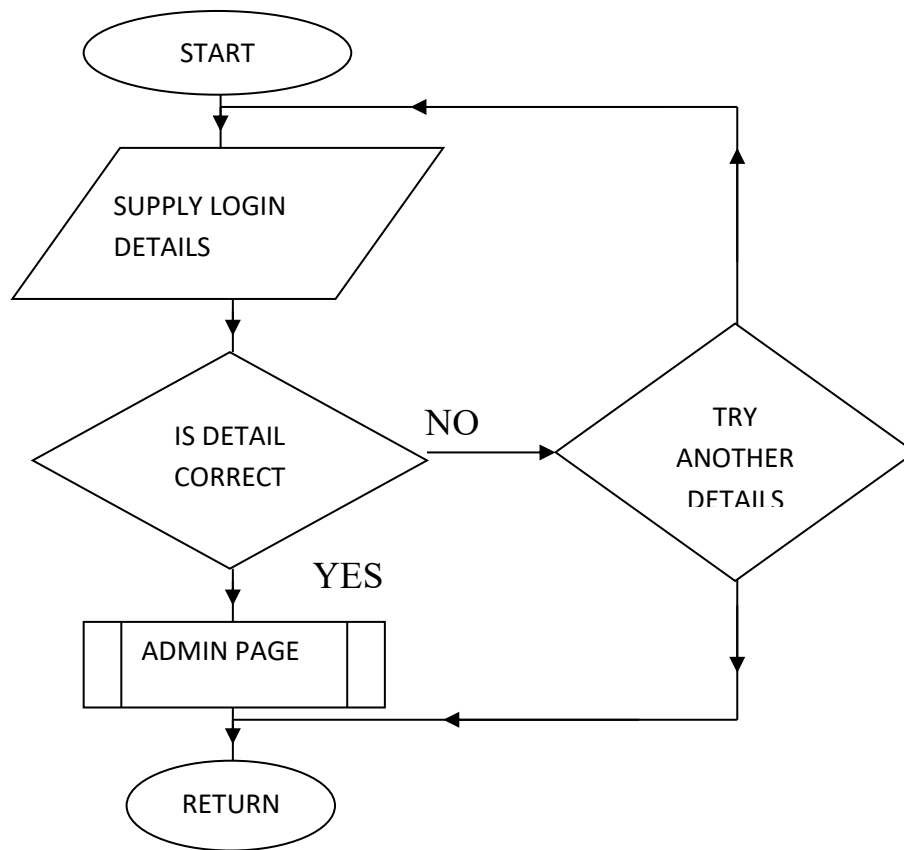 START
SUPPLY LOGIN
DETAILS
IS DETAIL
CORRECT
NO
TRY
ANOTHER
DETAILS
YES
ADMIN PAGE
RETURN